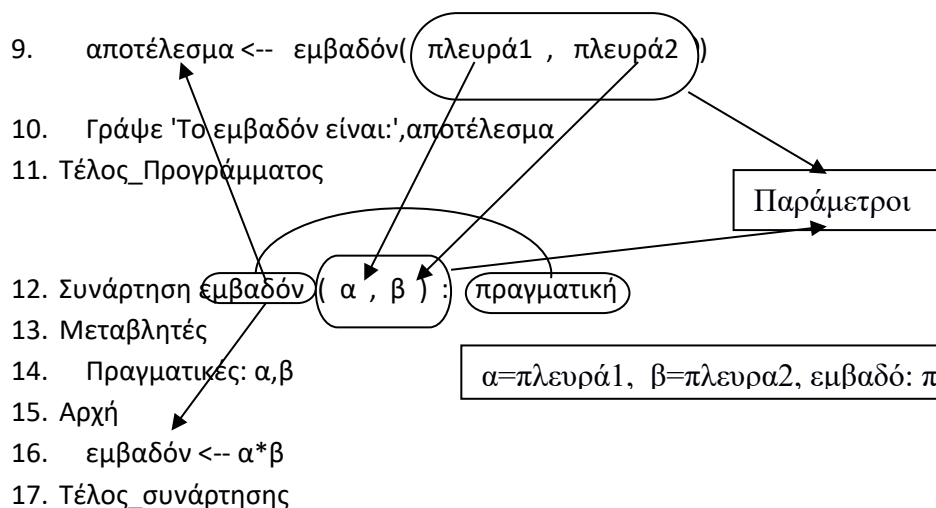 9. αποτέλεσμα <-- εμβαδόν( πλευρά1 , πλευρά2 )
10. Γράψε 'Το εμβαδόν είναι:',αποτέλεσμα
11. Τέλος_Προγράμματος
Παράμετροι
12. Συνάρτηση εμβαδόν ( α , β ) : πραγματική
13. Μεταβλητές
14. Πραγματικές: α,β
α=πλευρά1, β=πλευρα2, εμβαδό: π
15. Αρχή
16. εμβαδόν <-- α*β
17. Τέλος_συνάρτησης